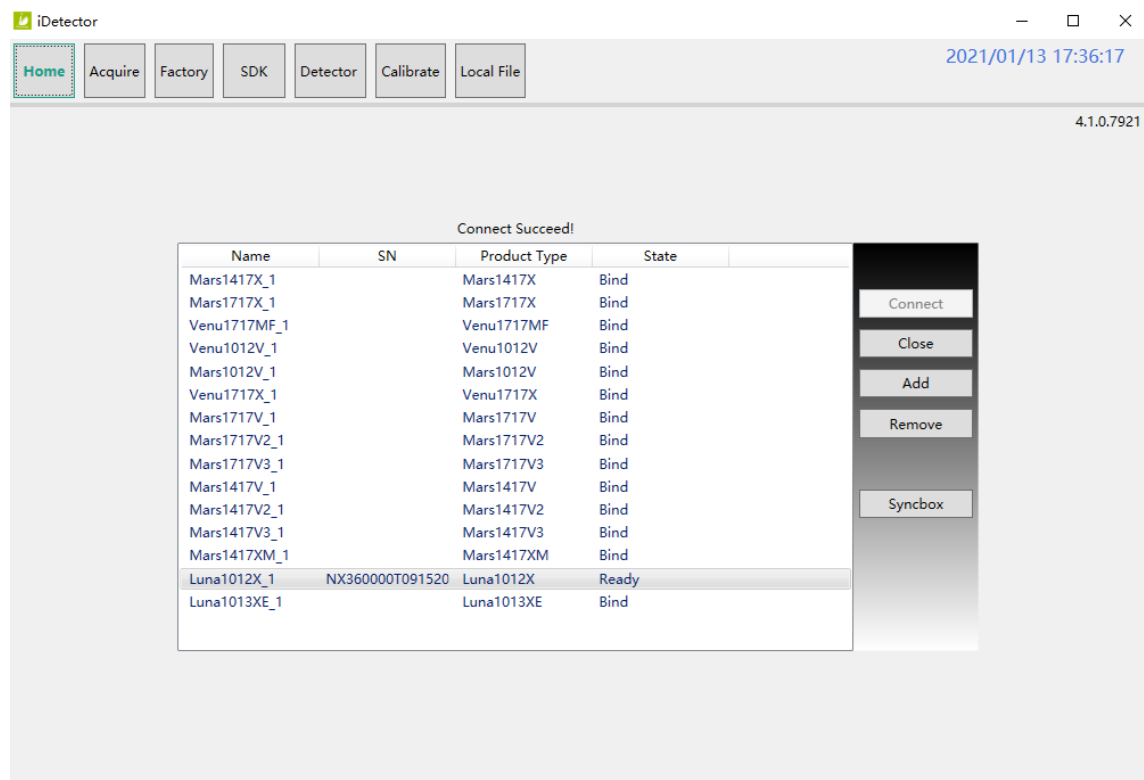 iDetector
Home Acquire Factory SDK Detector Calibrate Local File
2021/01/13 17:36:17
4.1.0.7921
Connect Succeed!
Name SN Product Type State
Mars1417X_1 Mars1417X Bind
Mars1717X_1 Mars1717X Bind
Venu1717MF_1 Venu1717MF Bind
Venu1012V_1 Venu1012V Bind
Mars1012V_1 Mars1012V Bind
Venu1717X_1 Venu1717X Bind
Mars1717V_1 Mars1717V Bind
Mars1717V2_1 Mars1717V2 Bind
Mars1717V3_1 Mars1717V3 Bind
Mars1417V_1 Mars1417V Bind
Mars1417V2_1 Mars1417V2 Bind
Mars1417V3_1 Mars1417V3 Bind
Mars1417XM_1 Mars1417XM Bind
Luna1012X_1 NX360000T091520 Luna1012X Ready
Luna1013XE_1 Luna1013XE Bind
Connect
Close
Add
Remove
Syncbox